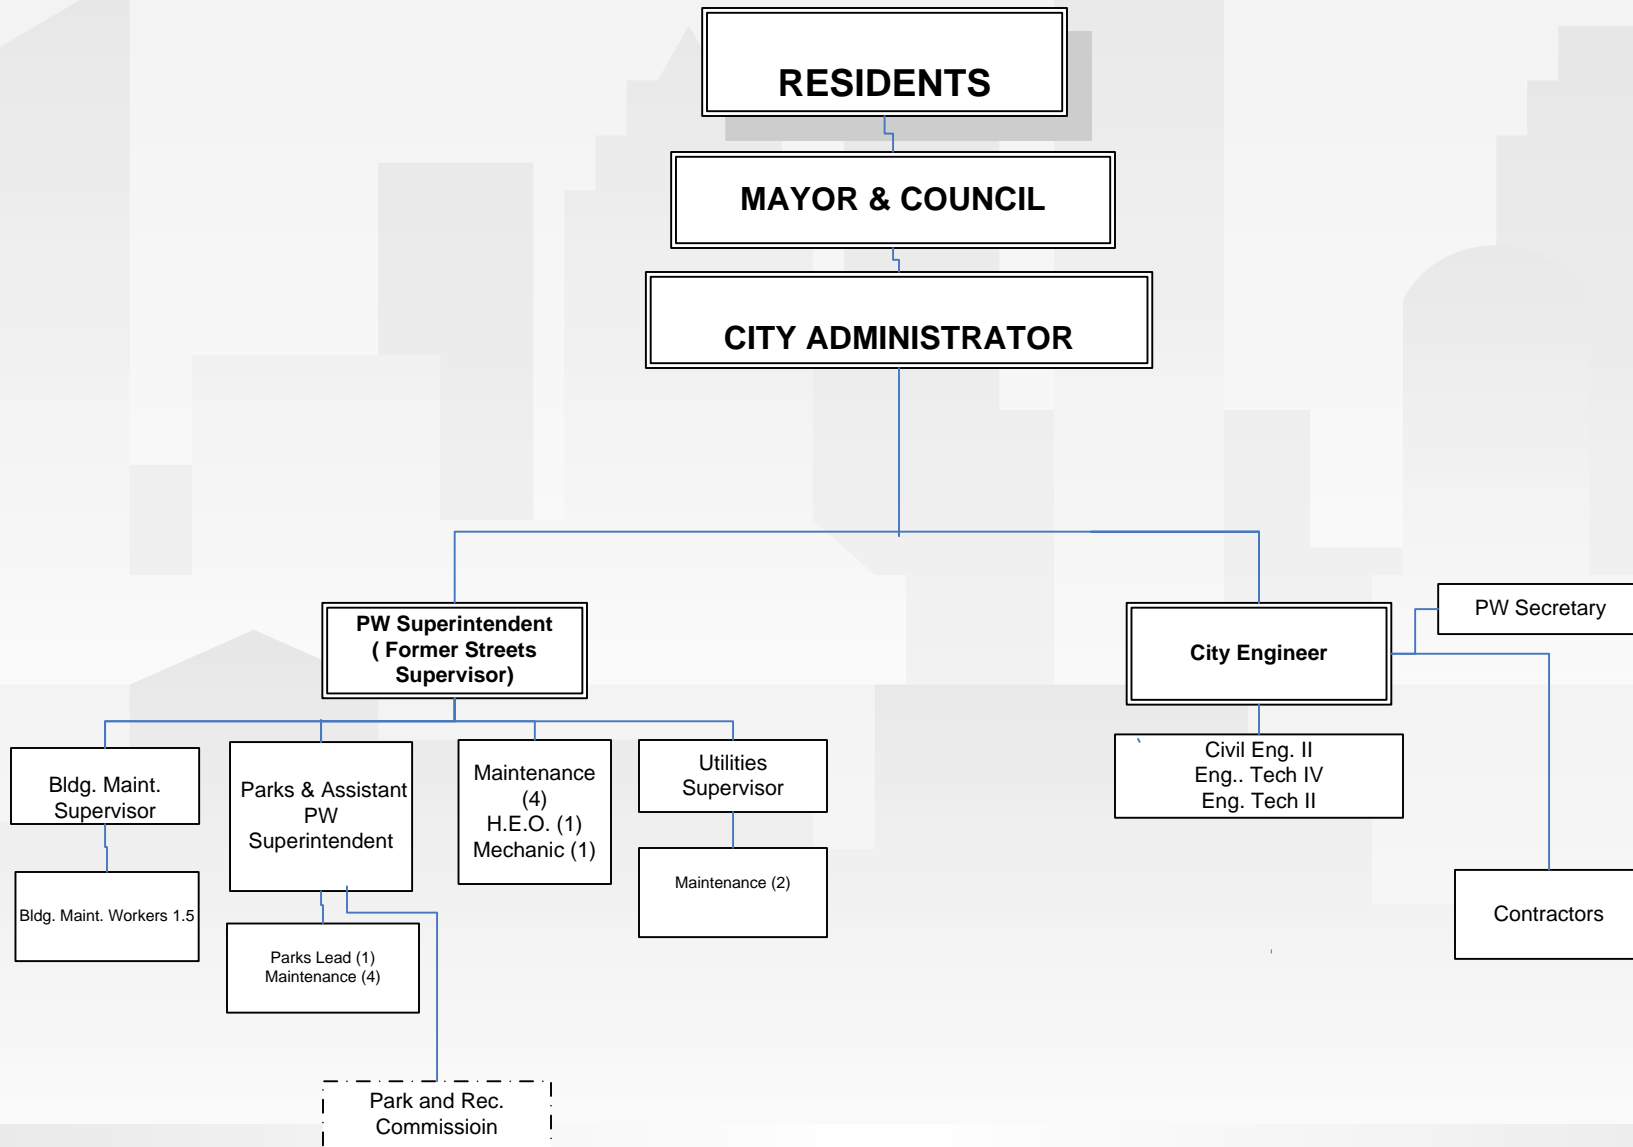 RESIDENTS
MAYOR & COUNCIL
CITY ADMINISTRATOR
PW Superintendent
( Former Streets
Supervisor)
City Engineer
PW Secretary
Bldg. Maint.
Supervisor
Parks & Assistant
PW
Superintendent
Maintenance
(4)
H.E.O. (1)
Mechanic (1)
Utilities
Supervisor
Civil Eng. II
Eng.. Tech IV
Eng. Tech II
Bldg. Maint. Workers 1.5
Parks Lead (1)
Maintenance (4)
Maintenance (2)
Contractors
Park and Rec.
Commissioin